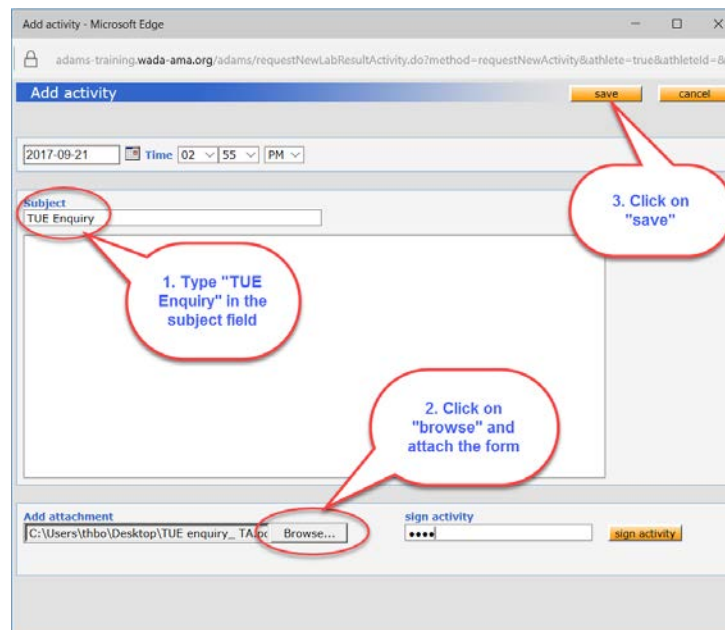 Add activity - Microsoft Edge
adams-training.wada-ama.org/adams/requestNewLabResultActivity.do?method=requestNewActivity&athlete=true&athleteId=&
Add activity
save
cancel
2017-09-21 Time 02 55 PM
Subject
TUE Enquiry
3. Click on
"save"
1. Type "TUE
Enquiry" in the
subject field
2. Click on
"browse" and
attach the form
Add attachment
sign activity
C:\Users\thbo\Desktop\TUE enquiry_ TA.pd Browse...
sign activity